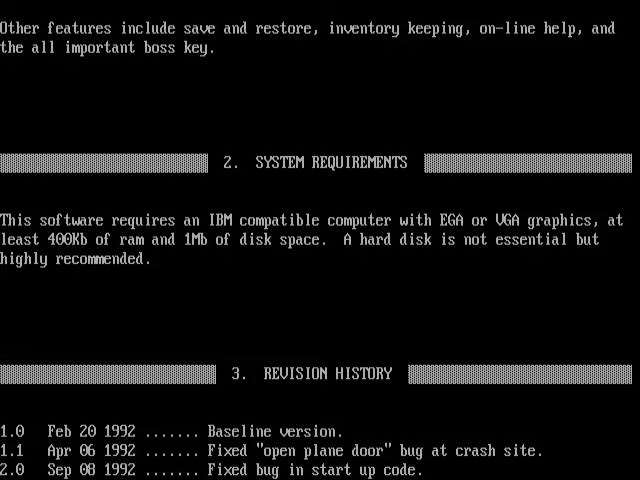 Other features include save and restore, inventory keeping, on-line help, and
the all important boss key.
2.  SYSTEM REQUIREMENTS
This software requires an IBM compatible computer with EGA or VGA graphics, at
least 400Kb of ram and 1Mb of disk space.  A hard disk is not essential but
highly recommended.
3.  REVISION HISTORY
1.0   Feb 20 1992 ....... Baseline version.
1.1   Apr 06 1992 ....... Fixed "open plane door" bug at crash site.
2.0   Sep 08 1992 ....... Fixed bug in start up code.